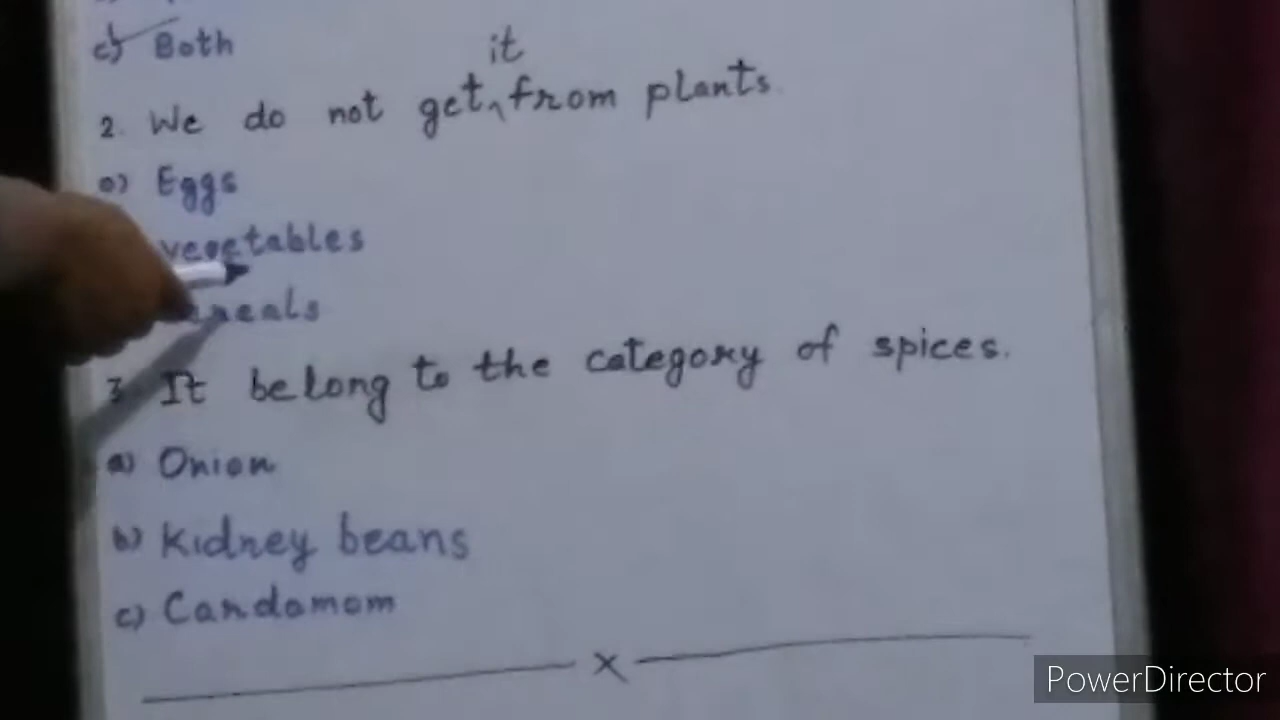 c) Both
it
2. We do not get from plants.
a) Eggs
vegetables
cereals
3. It belong to the category of spices.
a) Onion
b) Kidney beans
c) Cardamom
x
PowerDirector